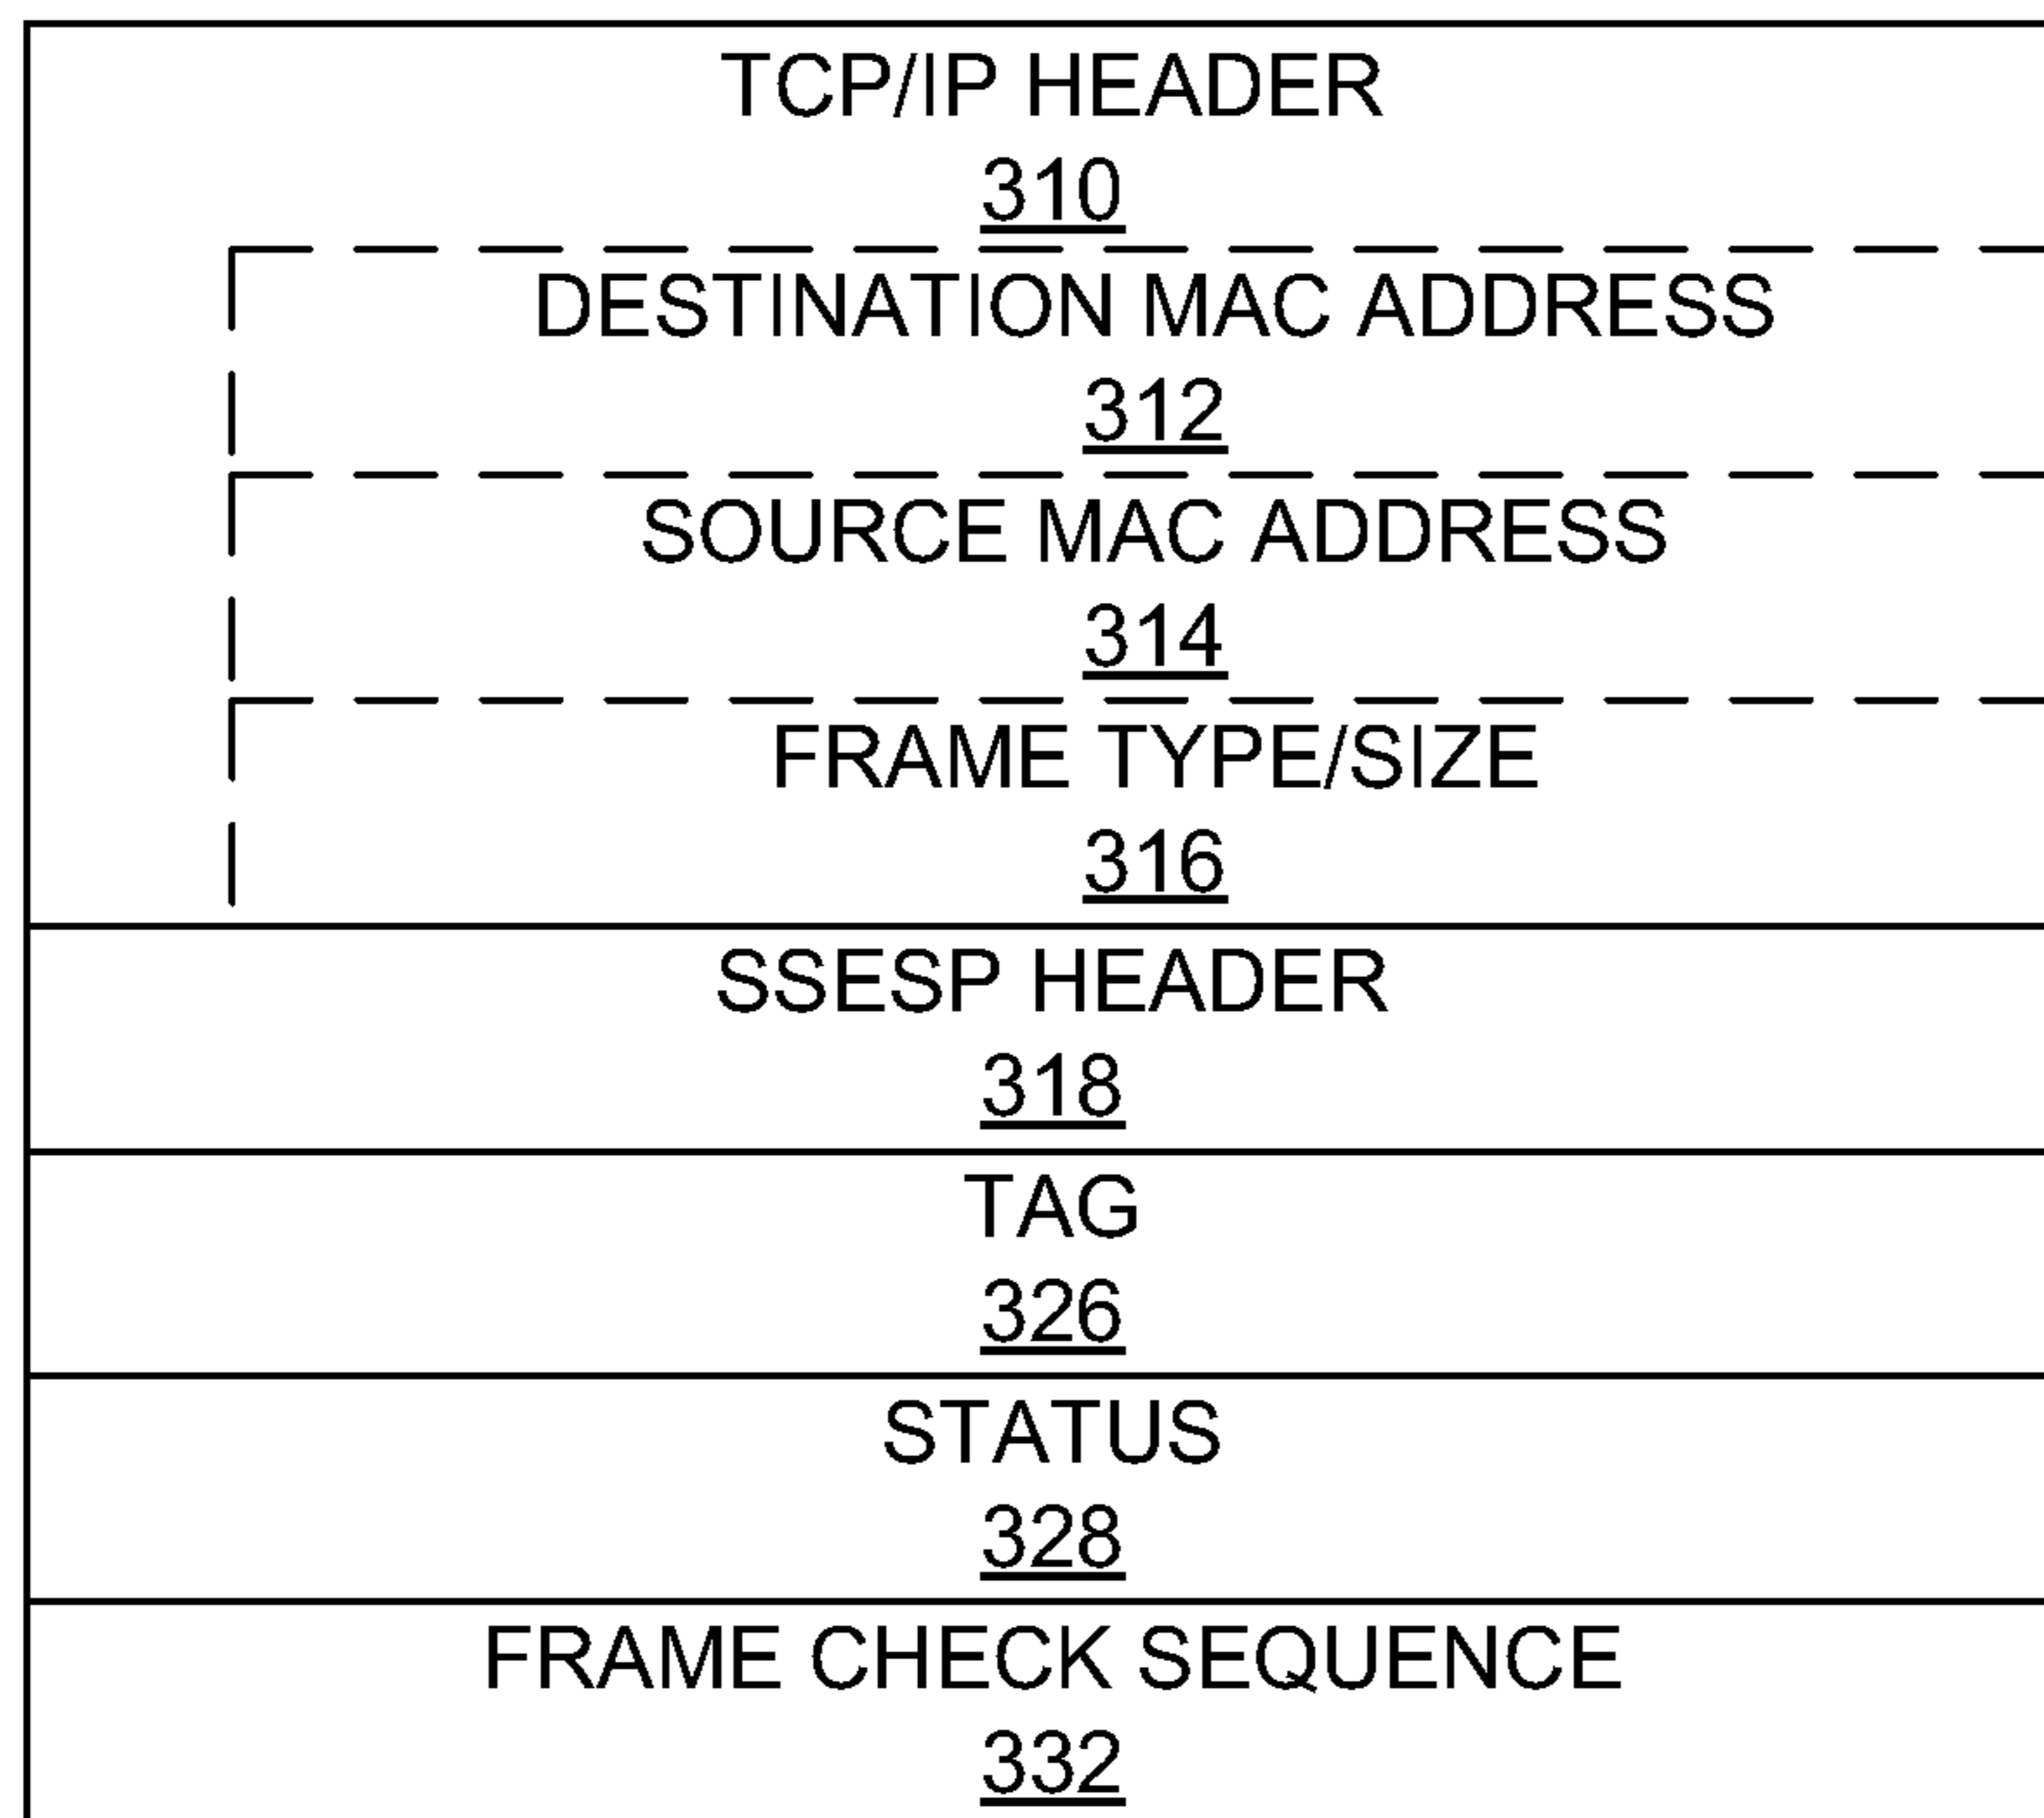 TCP/IP HEADER
310
DESTINATION MAC ADDRESS
312
SOURCE MAC ADDRESS
314
FRAME TYPE/SIZE
316
SSESP HEADER
318
TAG
326
STATUS
328
FRAME CHECK SEQUENCE
332